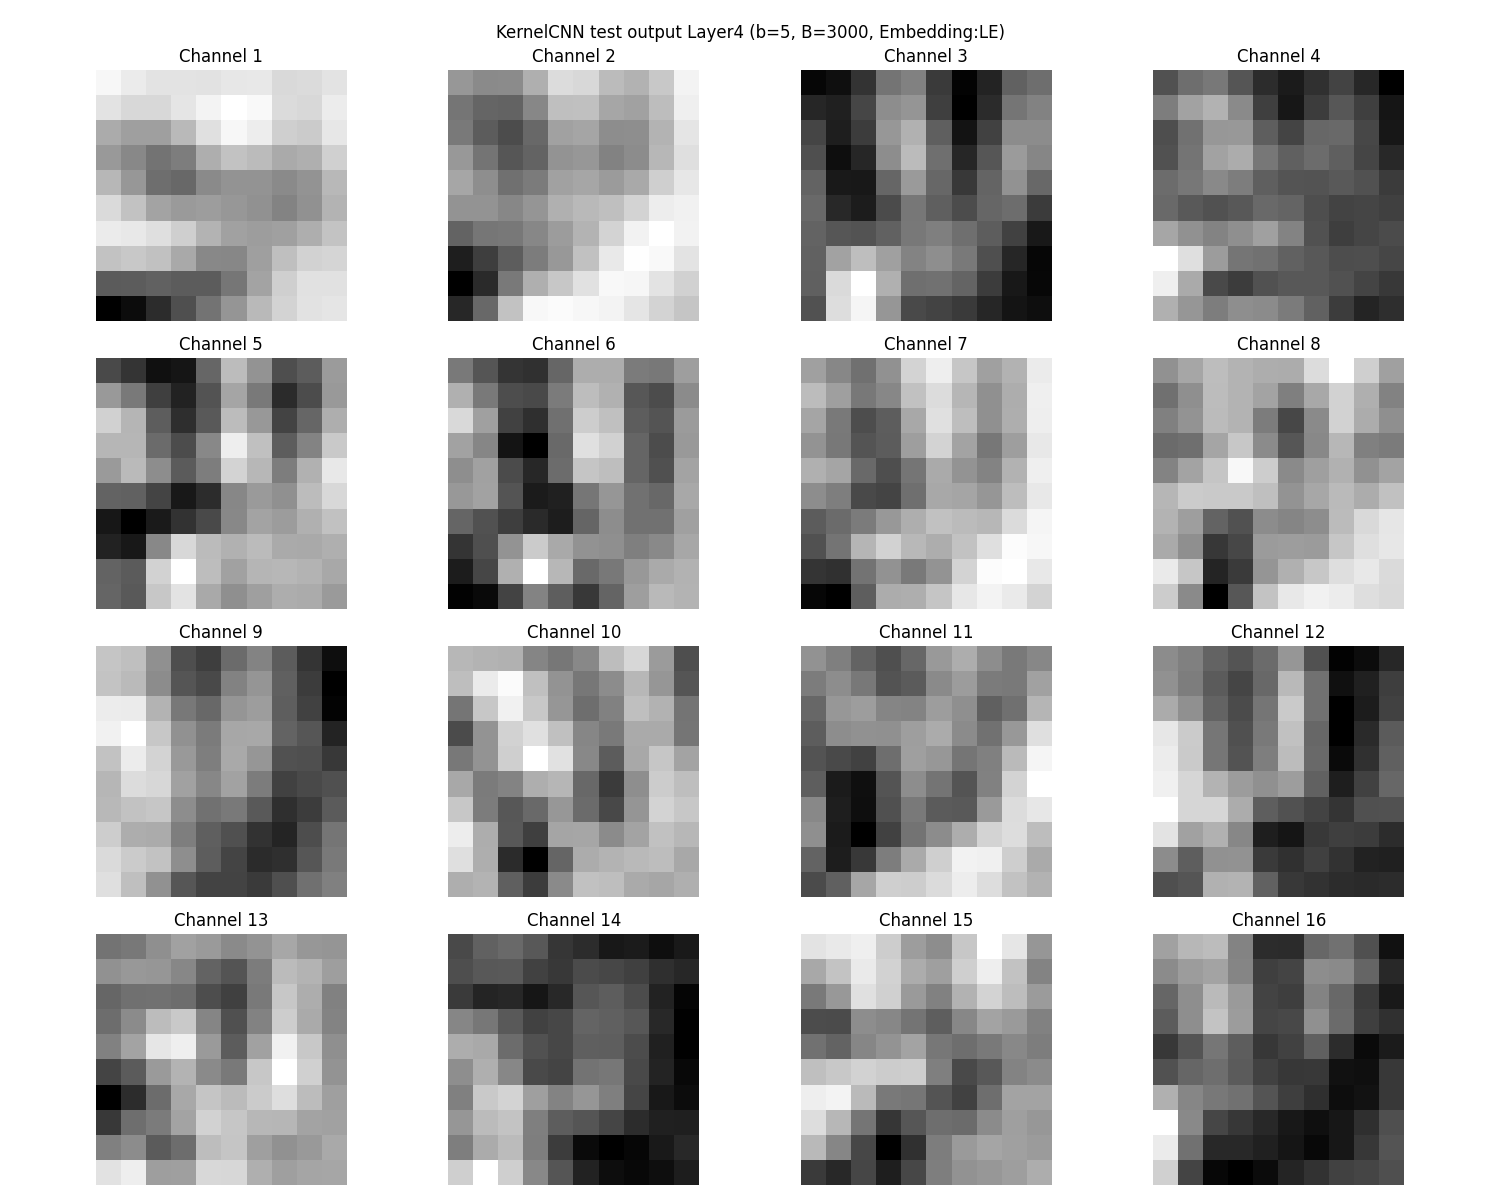 KernelCNN test output Layer4 (b=5, B=3000, Embedding:LE)
Channel 1
Channel 2
Channel 3
Channel 4
Channel 5
Channel 6
Channel 7
Channel 8
Channel 9
Channel 10
Channel 11
Channel 12
Channel 13
Channel 14
Channel 15
Channel 16